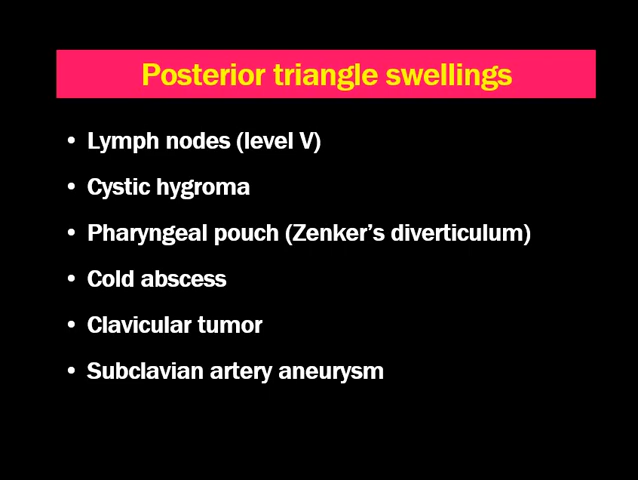 Posterior triangle swellings
• Lymph nodes (level V)
• Cystic hygroma
• Pharyngeal pouch (Zenker's diverticulum)
• Cold abscess
• Clavicular tumor
• Subclavian artery aneurysm